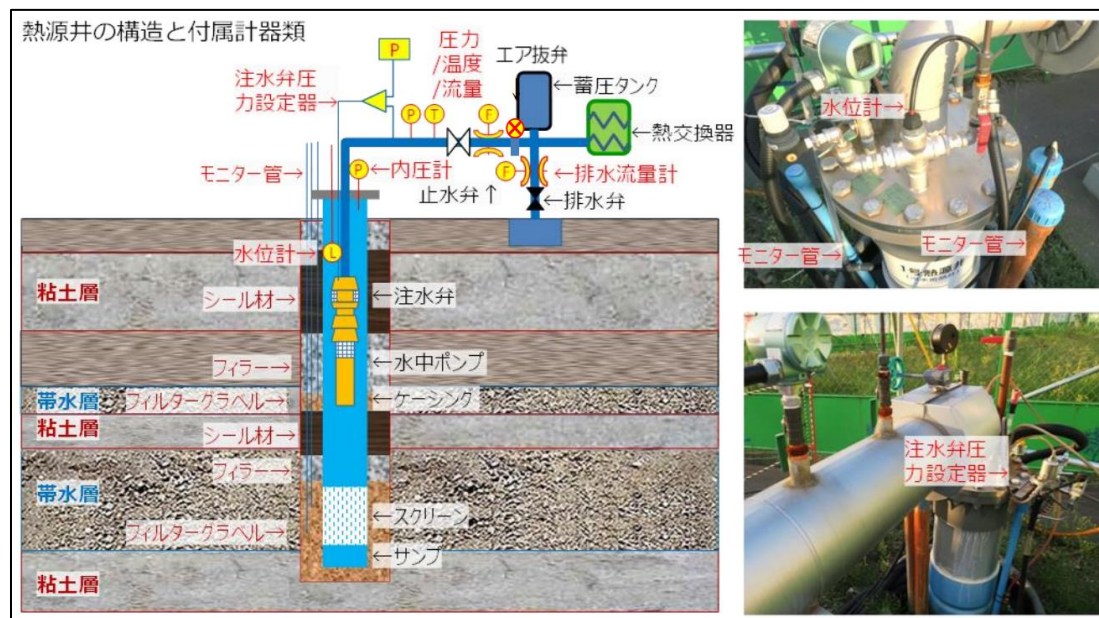 熱源井の構造と付属計器類
P
注水弁圧
力設定器→
圧力
/温度
/流量
エア抜弁
←蓄圧タンク
P
T
F
←熱交換器
モニター管→
P
←内圧計
F
←排水流量計
止水弁↑
←排水弁
水位計→
L
粘土層
シール材→
←注水弁
フィラー→
←水中ポンプ
帯水層
フィルターグラベル→
←ケーシング
粘土層
シール材→
フィラー→
帯水層
←スクリーン
フィルターグラベル→
←サンプ
粘土層
水位計→
モニター管→
モニター管→
1号熱源井
注水弁圧
力設定器→